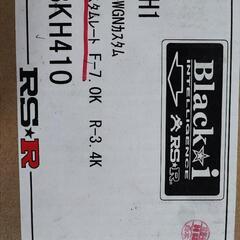 H1
WGNカスタム
タムレート F-7.0K R-3.4K
KH410
RS★R
Black☆i
INTELLIGENCE
RS★R